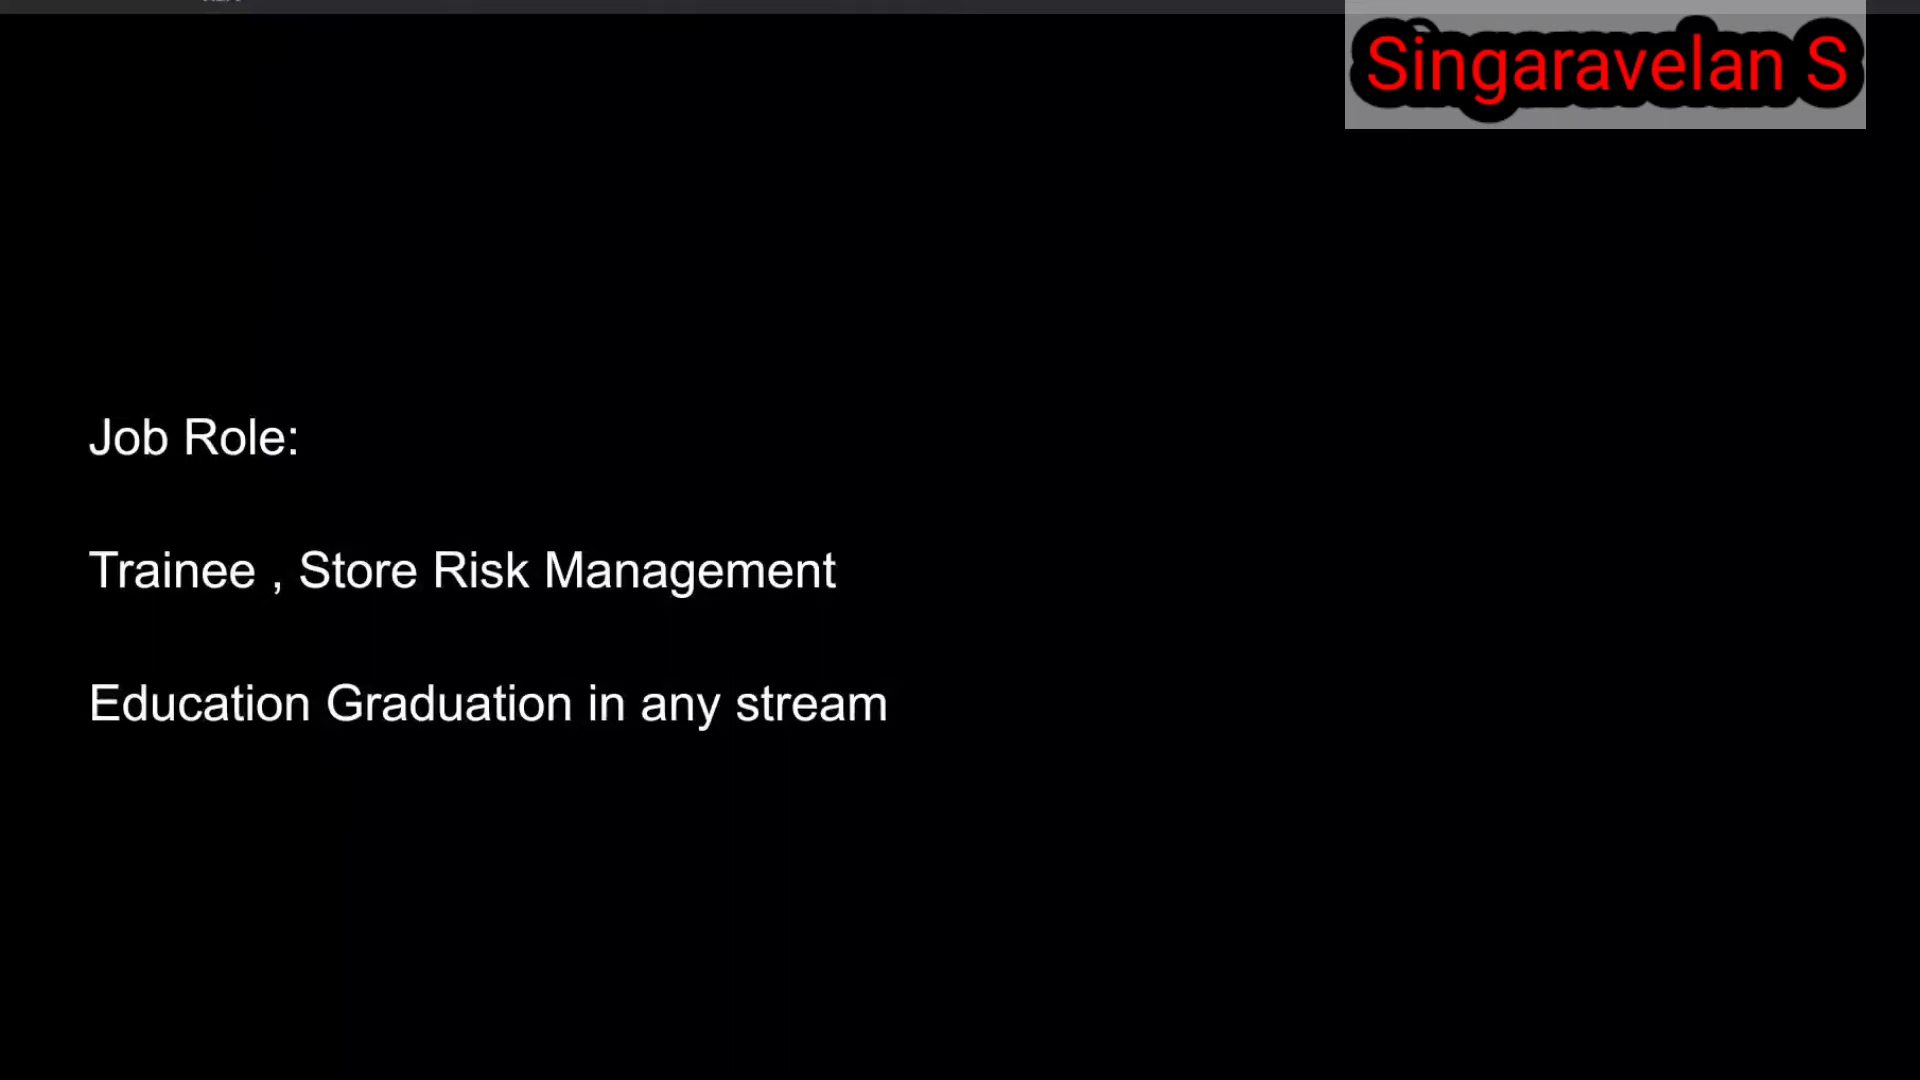 Singaravelan S
Job Role:
Trainee , Store Risk Management
Education Graduation in any stream